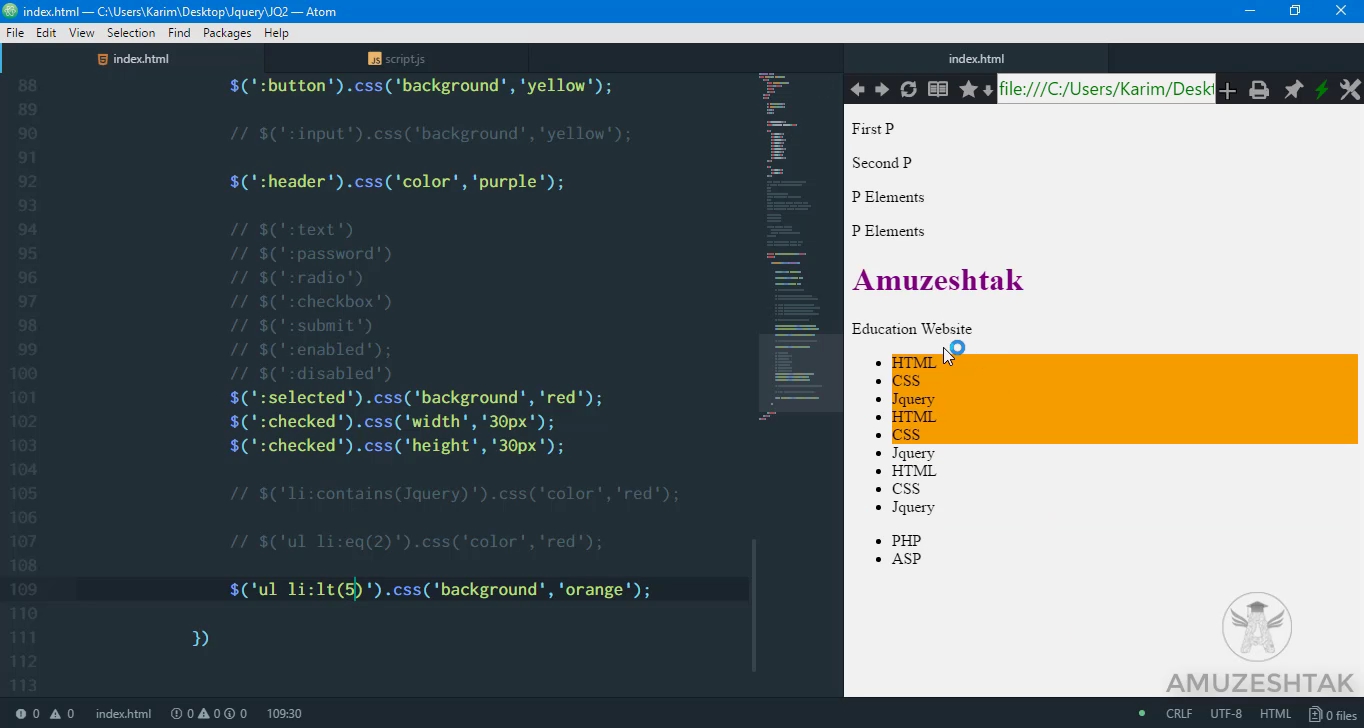 index.html — C:\Users\Karim\Desktop\Jquery\JQ2 — Atom
File Edit View Selection Find Packages Help
index.html
script.js
index.html
file:///C:/Users/Karim/Deskt
88 $(':button').css('background','yellow');
89
90 // $(':input').css('background','yellow');
91
92 $(':header').css('color','purple');
93
94 // $(':text')
95 // $(':password')
96 // $(':radio')
97 // $(':checkbox')
98 // $(':submit')
99 // $(':enabled');
100 // $(':disabled')
101 $(':selected').css('background','red');
102 $(':checked').css('width','30px');
103 $(':checked').css('height','30px');
104
105 // $('li:contains(Jquery)').css('color','red');
106
107 // $('ul li:eq(2)').css('color','red');
108
109 $('ul li:lt(5)').css('background','orange');
110
111 })
112
113
First P
Second P
P Elements
P Elements
Amuzeshtak
Education Website
HTML
CSS
Jquery
HTML
CSS
Jquery
HTML
CSS
Jquery
PHP
ASP
AMUZESHTAK
0 0 index.html 0 0 0 109:30 CRLF UTF-8 HTML 0 files